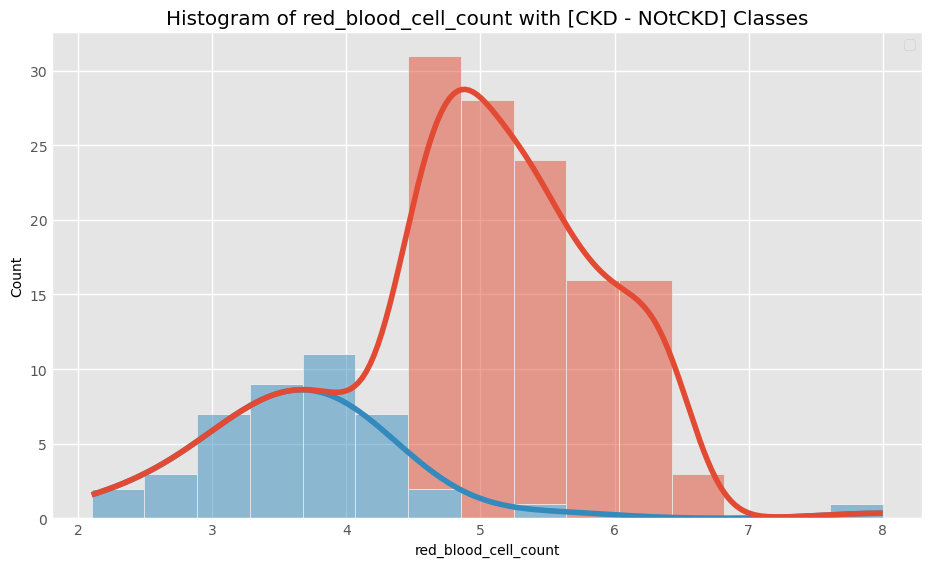 Histogram of red_blood_cell_count with [CKD - NOtCKD] Classes
30
25
20
15
10
5
0
Count
2 3 4 5 6 7 8
red_blood_cell_count